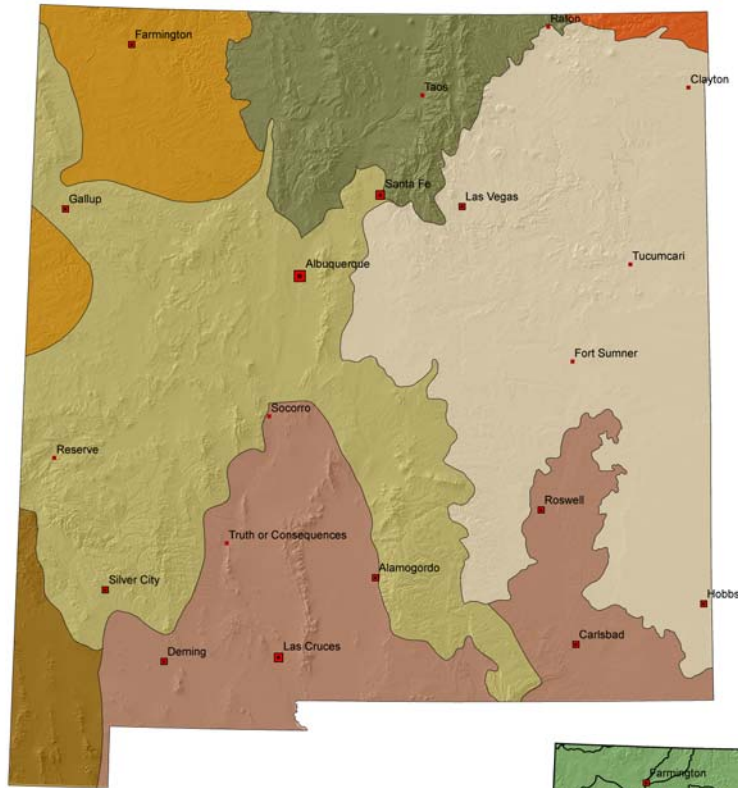 Raton
Farmington
Clayton
Taos
Santa Fe
Gallup
Las Vegas
Albuquerque
Tucumcari
Fort Sumner
Socorro
Reserve
Roswell
Truth or Consequences
Alamogordo
Silver City
Hobbs
Carlsbad
Las Cruces
Deming
Farmington